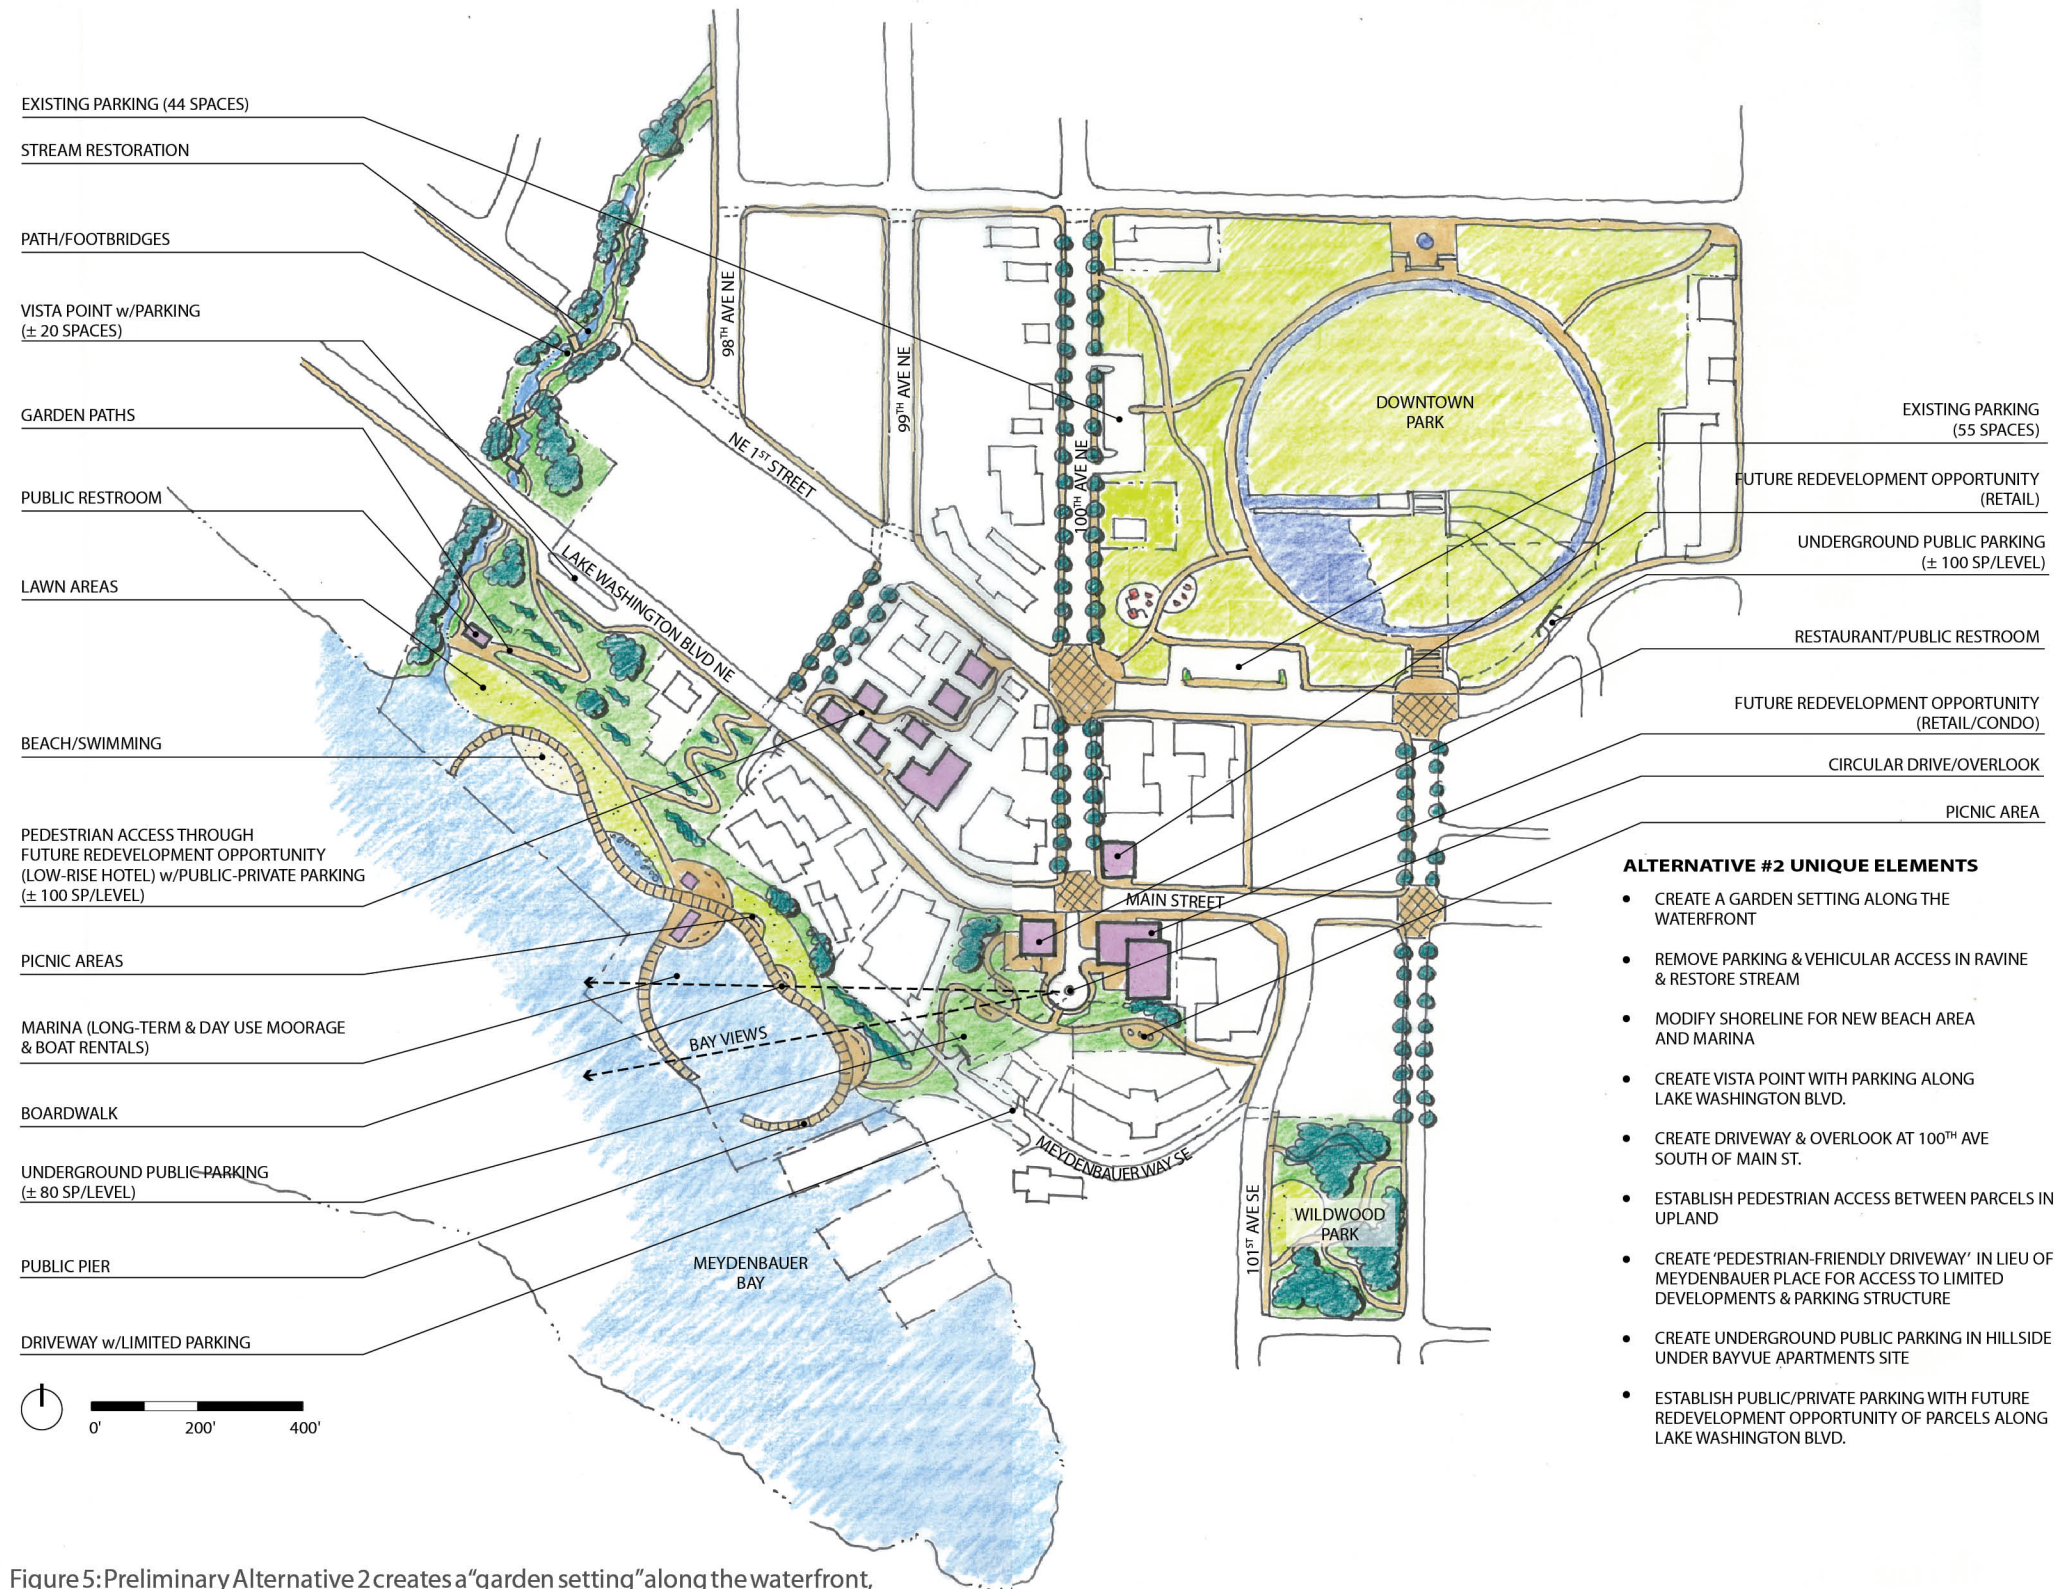 EXISTING PARKING (44 SPACES)
STREAM RESTORATION
PATH/FOOTBRIDGES
VISTA POINT w/PARKING
(± 20 SPACES)
GARDEN PATHS
PUBLIC RESTROOM
LAWN AREAS
BEACH/SWIMMING
PEDESTRIAN ACCESS THROUGH
FUTURE REDEVELOPMENT OPPORTUNITY
(LOW-RISE HOTEL) w/PUBLIC-PRIVATE PARKING
(± 100 SP/LEVEL)
PICNIC AREAS
MARINA (LONG-TERM & DAY USE MOORAGE
& BOAT RENTALS)
BOARDWALK
UNDERGROUND PUBLIC PARKING
(± 80 SP/LEVEL)
PUBLIC PIER
DRIVEWAY w/LIMITED PARKING
0' 200' 400'
98TH AVE NE
99TH AVE NE
100TH AVE NE
NE 1ST STREET
LAKE WASHINGTON BLVD NE
DOWNTOWN
PARK
MAIN STREET
BAY VIEWS
MEYDENBAUER WAY SE
101ST AVE SE
WILDWOOD
PARK
MEYDENBAUER
BAY
EXISTING PARKING
(55 SPACES)
FUTURE REDEVELOPMENT OPPORTUNITY
(RETAIL)
UNDERGROUND PUBLIC PARKING
(± 100 SP/LEVEL)
RESTAURANT/PUBLIC RESTROOM
FUTURE REDEVELOPMENT OPPORTUNITY
(RETAIL/CONDO)
CIRCULAR DRIVE/OVERLOOK
PICNIC AREA
ALTERNATIVE #2 UNIQUE ELEMENTS
• CREATE A GARDEN SETTING ALONG THE
WATERFRONT
• REMOVE PARKING & VEHICULAR ACCESS IN RAVINE
& RESTORE STREAM
• MODIFY SHORELINE FOR NEW BEACH AREA
AND MARINA
• CREATE VISTA POINT WITH PARKING ALONG
LAKE WASHINGTON BLVD.
• CREATE DRIVEWAY & OVERLOOK AT 100TH AVE
SOUTH OF MAIN ST.
• ESTABLISH PEDESTRIAN ACCESS BETWEEN PARCELS IN
UPLAND
• CREATE ‘PEDESTRIAN-FRIENDLY DRIVEWAY’ IN LIEU OF
MEYDENBAUER PLACE FOR ACCESS TO LIMITED
DEVELOPMENTS & PARKING STRUCTURE
• CREATE UNDERGROUND PUBLIC PARKING IN HILLSIDE
UNDER BAYVUE APARTMENTS SITE
• ESTABLISH PUBLIC/PRIVATE PARKING WITH FUTURE
REDEVELOPMENT OPPORTUNITY OF PARCELS ALONG
LAKE WASHINGTON BLVD.
Figure 5: Preliminary Alternative 2 creates a “garden setting” along the waterfront,